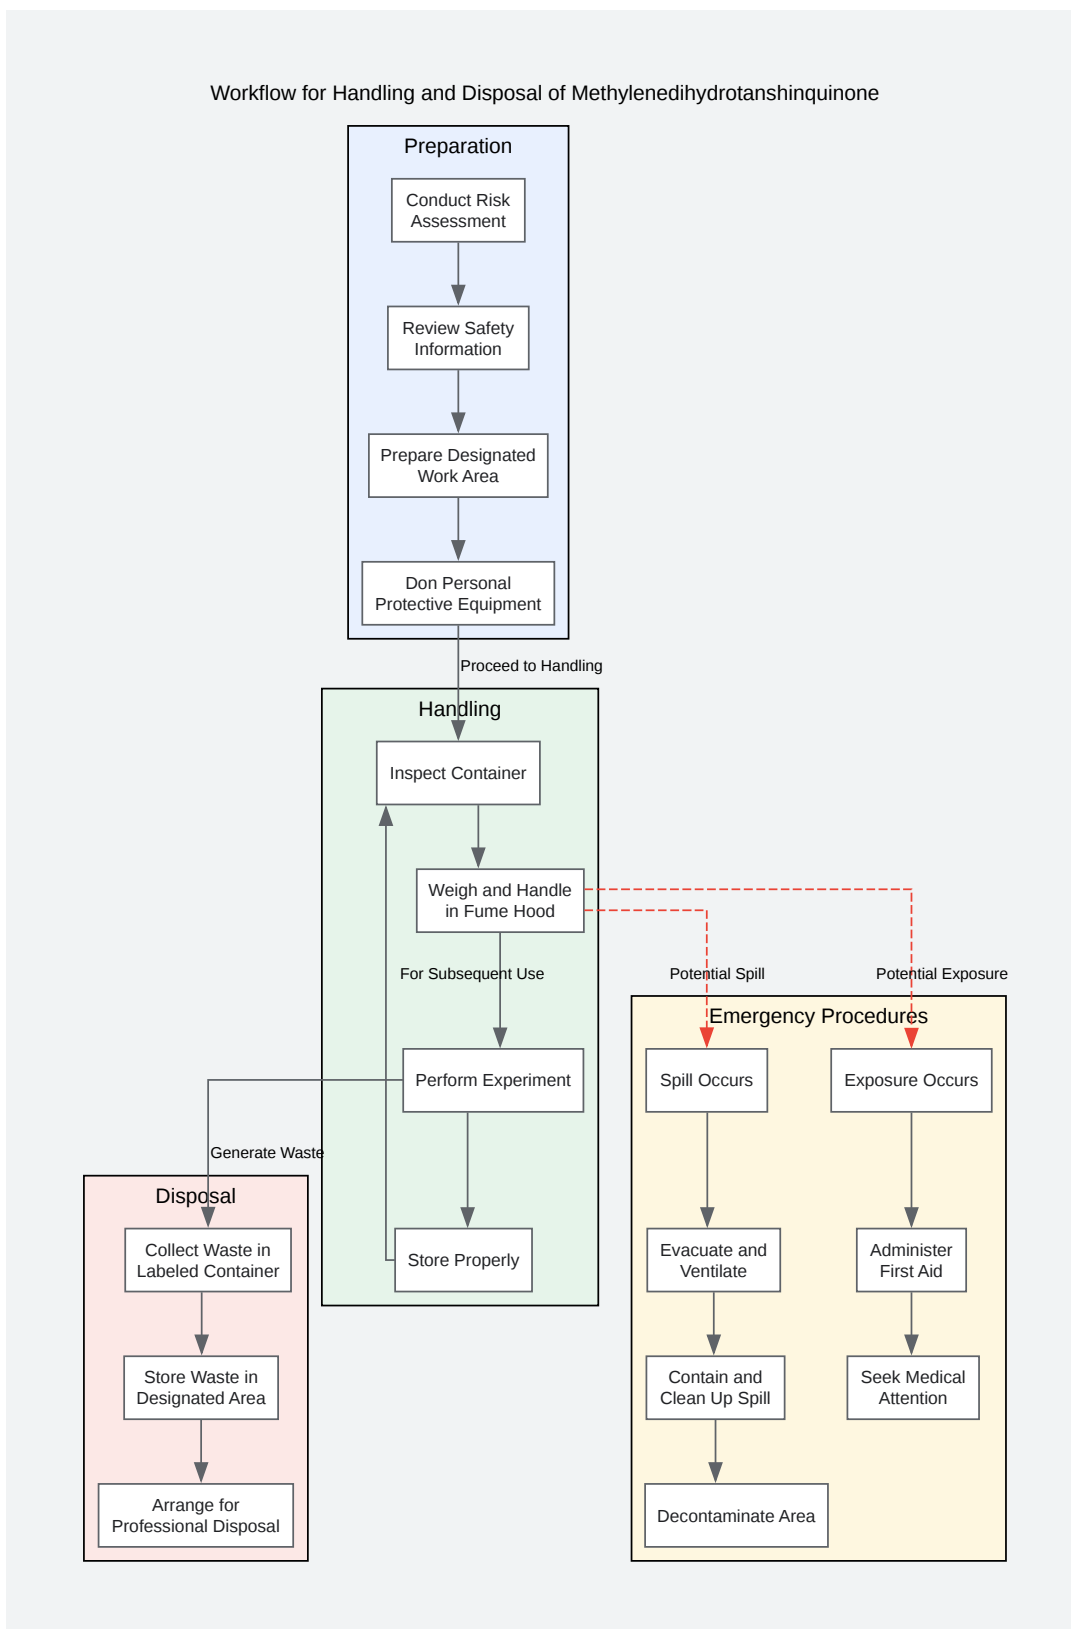 Workflow for Handling and Disposal of Methylenedihydrotanshinquinone
Preparation
Conduct Risk
Assessment
Review Safety
Information
Prepare Designated
Work Area
Don Personal
Protective Equipment
Proceed to Handling
Handling
Inspect Container
Weigh and Handle
in Fume Hood
For Subsequent Use
Potential Spill
Potential Exposure
Emergency Procedures
Perform Experiment
Spill Occurs
Exposure Occurs
Generate Waste
Disposal
Collect Waste in
Labeled Container
Store Properly
Evacuate and
Ventilate
Administer
First Aid
Store Waste in
Designated Area
Contain and
Clean Up Spill
Seek Medical
Attention
Arrange for
Professional Disposal
Decontaminate Area